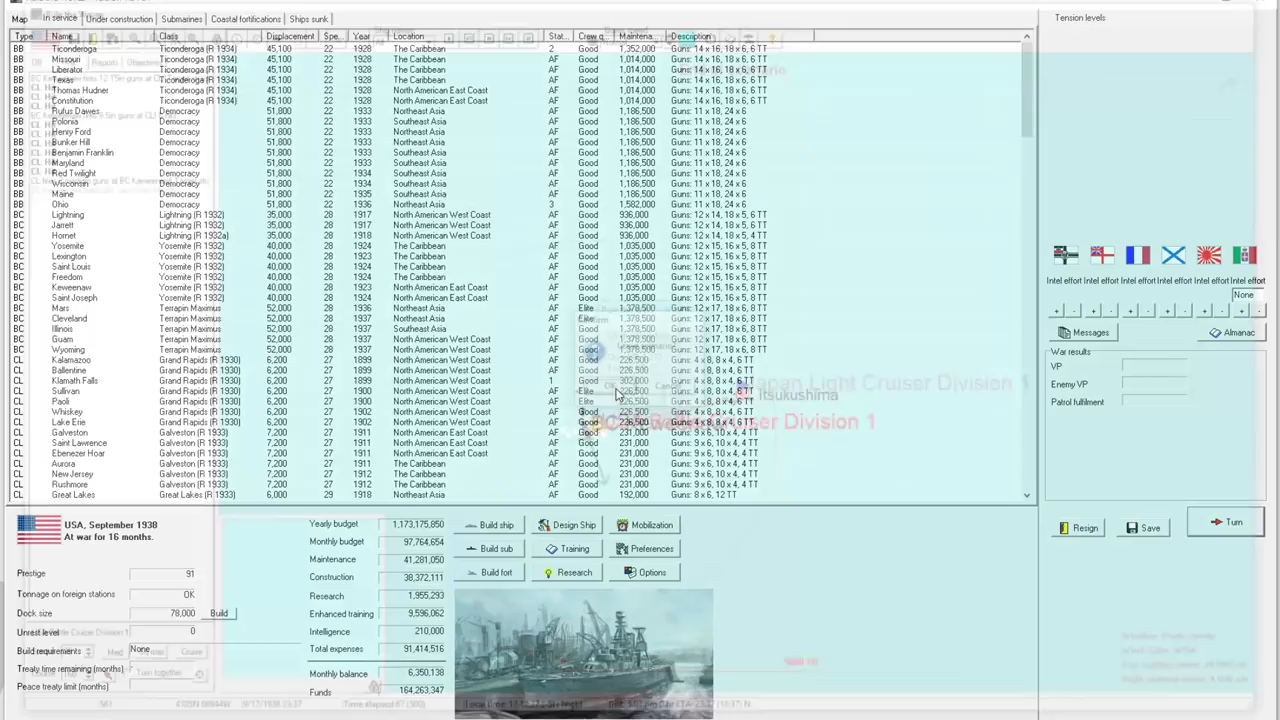 Map In service Under construction Submarines Coastal fortifications Ships sunk
Type Name Class Displacement Spe... Year Location Stat... Crew q... Maintena... Description
BB Ticonderoga Ticonderoga (R 1934) 45,100 22 1928 The Caribbean 2 Good 1,352,000 Guns: 14 x 16, 18 x 6, 6 TT
BB Missouri Ticonderoga (R 1934) 45,100 22 1928 The Caribbean AF Good 1,014,000 Guns: 14 x 16, 18 x 6, 6 TT
BB Liberator Ticonderoga (R 1934) 45,100 22 1928 The Caribbean AF Good 1,014,000 Guns: 14 x 16, 18 x 6, 6 TT
BB Texas Ticonderoga (R 1934) 45,100 22 1928 The Caribbean AF Good 1,014,000 Guns: 14 x 16, 18 x 6, 6 TT
BB Thomas Hudner Ticonderoga (R 1934) 45,100 22 1928 North American East Coast AF Good 1,014,000 Guns: 14 x 16, 18 x 6, 6 TT
BB Constitution Ticonderoga (R 1934) 45,100 22 1928 North American East Coast AF Good 1,014,000 Guns: 14 x 16, 18 x 6, 6 TT
BB Rufus Dawes Democracy 51,800 22 1933 Northeast Asia AF Good 1,186,500 Guns: 11 x 18, 24 x 6
BB Polonia Democracy 51,800 22 1933 Southeast Asia AF Good 1,186,500 Guns: 11 x 18, 24 x 6
BB Henry Ford Democracy 51,800 22 1933 Northeast Asia AF Good 1,186,500 Guns: 11 x 18, 24 x 6
BB Bunker Hill Democracy 51,800 22 1933 Northeast Asia AF Good 1,186,500 Guns: 11 x 18, 24 x 6
BB Benjamin Franklin Democracy 51,800 22 1933 Southeast Asia AF Good 1,186,500 Guns: 11 x 18, 24 x 6
BB Maryland Democracy 51,800 22 1933 Southeast Asia AF Good 1,186,500 Guns: 11 x 18, 24 x 6
BB Red Twilight Democracy 51,800 22 1934 Southeast Asia AF Good 1,186,500 Guns: 11 x 18, 24 x 6
BB Wisconsin Democracy 51,800 22 1934 Southeast Asia AF Good 1,186,500 Guns: 11 x 18, 24 x 6
BB Maine Democracy 51,800 22 1935 Southeast Asia AF Good 1,186,500 Guns: 11 x 18, 24 x 6
BB Ohio Democracy 51,800 22 1936 Northeast Asia 3 Good 1,582,000 Guns: 11 x 18, 24 x 6
BC Lightning Lightning (R 1932) 35,000 28 1917 North American West Coast AF Good 936,000 Guns: 12 x 14, 18 x 5, 6 TT
BC Jarrett Lightning (R 1932) 35,000 28 1917 North American West Coast AF Good 936,000 Guns: 12 x 14, 18 x 5, 6 TT
BC Hornet Lightning (R 1932a) 35,000 28 1918 North American West Coast AF Good 936,000 Guns: 12 x 14, 18 x 5, 4 TT
BC Yosemite Yosemite (R 1932) 40,000 28 1924 The Caribbean AF Good 1,035,000 Guns: 12 x 15, 16 x 5, 8 TT
BC Lexington Yosemite (R 1932) 40,000 28 1924 The Caribbean AF Good 1,035,000 Guns: 12 x 15, 16 x 5, 8 TT
BC Saint Louis Yosemite (R 1932) 40,000 28 1924 The Caribbean AF Good 1,035,000 Guns: 12 x 15, 16 x 5, 8 TT
BC Freedom Yosemite (R 1932) 40,000 28 1924 The Caribbean AF Good 1,035,000 Guns: 12 x 15, 16 x 5, 8 TT
BC Keweenaw Yosemite (R 1932) 40,000 28 1923 North American East Coast AF Good 1,035,000 Guns: 12 x 15, 16 x 5, 8 TT
BC Saint Joseph Yosemite (R 1932) 40,000 28 1924 North American East Coast AF Good 1,035,000 Guns: 12 x 15, 16 x 5, 8 TT
BC Mars Terrapin Maximus 52,000 28 1936 Northeast Asia AF Elite 1,378,500 Guns: 12 x 17, 18 x 6, 2 TT
BC Cleveland Terrapin Maximus 52,000 28 1936 Northeast Asia AF Elite 1,378,500 Guns: 12 x 17, 18 x 6, 2 TT
BC Illinois Terrapin Maximus 52,000 28 1936 Southeast Asia AF Good 1,378,500 Guns: 12 x 17, 18 x 6, 2 TT
BC Guam Terrapin Maximus 52,000 28 1937 North American West Coast AF Good 1,378,500 Guns: 12 x 17, 18 x 6, 2 TT
BC Wyoming Terrapin Maximus 52,000 28 1937 North American West Coast AF Good 1,378,500 Guns: 12 x 17, 18 x 6, 2 TT
CL Kalamazoo Grand Rapids (R 1930) 6,200 27 1899 North American West Coast AF Good 226,500 Guns: 4 x 8, 8 x 4, 6 TT
CL Ballentine Grand Rapids (R 1930) 6,200 27 1899 North American West Coast AF Good 226,500 Guns: 4 x 8, 8 x 4, 6 TT
CL Klamath Falls Grand Rapids (R 1930) 6,200 27 1899 North American West Coast 1 Good 302,000 Guns: 4 x 8, 8 x 4, 6 TT
CL Sullivan Grand Rapids (R 1930) 6,200 27 1900 North American West Coast AF Elite 226,500 Guns: 4 x 8, 8 x 4, 6 TT
CL Paoli Grand Rapids (R 1930) 6,200 27 1900 North American West Coast AF Elite 226,500 Guns: 4 x 8, 8 x 4, 6 TT
CL Whiskey Grand Rapids (R 1930) 6,200 27 1902 North American West Coast AF Good 226,500 Guns: 4 x 8, 8 x 4, 6 TT
CL Lake Erie Grand Rapids (R 1930) 6,200 27 1902 North American West Coast AF Good 226,500 Guns: 4 x 8, 8 x 4, 6 TT
CL Galveston Galveston (R 1933) 7,200 27 1911 North American East Coast AF Good 231,000 Guns: 9 x 6, 10 x 4, 4 TT
CL Saint Lawrence Galveston (R 1933) 7,200 27 1911 North American East Coast AF Good 231,000 Guns: 9 x 6, 10 x 4, 4 TT
CL Ebenezer Hoar Galveston (R 1933) 7,200 27 1911 North American East Coast AF Good 231,000 Guns: 9 x 6, 10 x 4, 4 TT
CL Aurora Galveston (R 1933) 7,200 27 1911 The Caribbean AF Good 231,000 Guns: 9 x 6, 10 x 4, 4 TT
CL New Jersey Galveston (R 1933) 7,200 27 1912 The Caribbean AF Good 231,000 Guns: 9 x 6, 10 x 4, 4 TT
CL Rushmore Galveston (R 1933) 7,200 27 1912 The Caribbean AF Good 231,000 Guns: 9 x 6, 10 x 4, 4 TT
CL Great Lakes Great Lakes (R 1933) 6,000 29 1918 Northeast Asia AF Good 192,000 Guns: 8 x 6, 12 TT
Japan Light Cruiser Division 1
Itsukushima
Cruiser Division 1
Tension levels
Intel effort Intel effort Intel effort Intel effort Intel effort Intel effort
None
+ - + - + - + - + - + -
Messages Almanac
War results
VP
Enemy VP
Patrol fulfilment
Resign Save Turn
USA, September 1938
At war for 16 months.
Prestige 91
Tonnage on foreign stations OK
Dock size 78,000 Build
Unrest level 0
Build requirements None
Treaty time remaining (months)
Peace treaty limit (months)
Yearly budget 1,173,175,850
Monthly budget 97,764,654
Maintenance 41,281,050
Construction 38,372,111
Research 1,955,293
Enhanced training 9,596,062
Intelligence 210,000
Total expenses 91,414,516
Monthly balance 6,350,138
Funds 164,263,347
Build ship Design Ship Mobilization
Build sub Training Preferences
Build fort Research Options